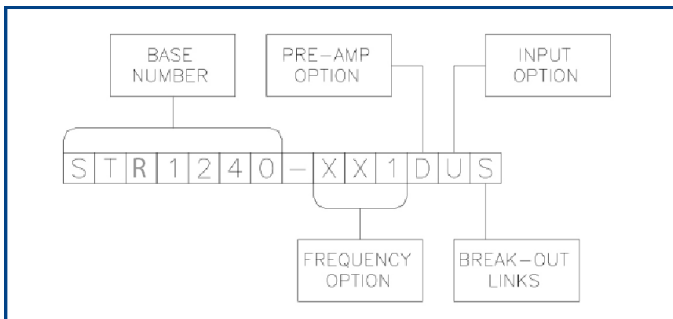 BASE
NUMBER
PRE-AMP
OPTION
INPUT
OPTION
STR1240-XX1DUS
FREQUENCY
OPTION
BREAK-OUT
LINKS